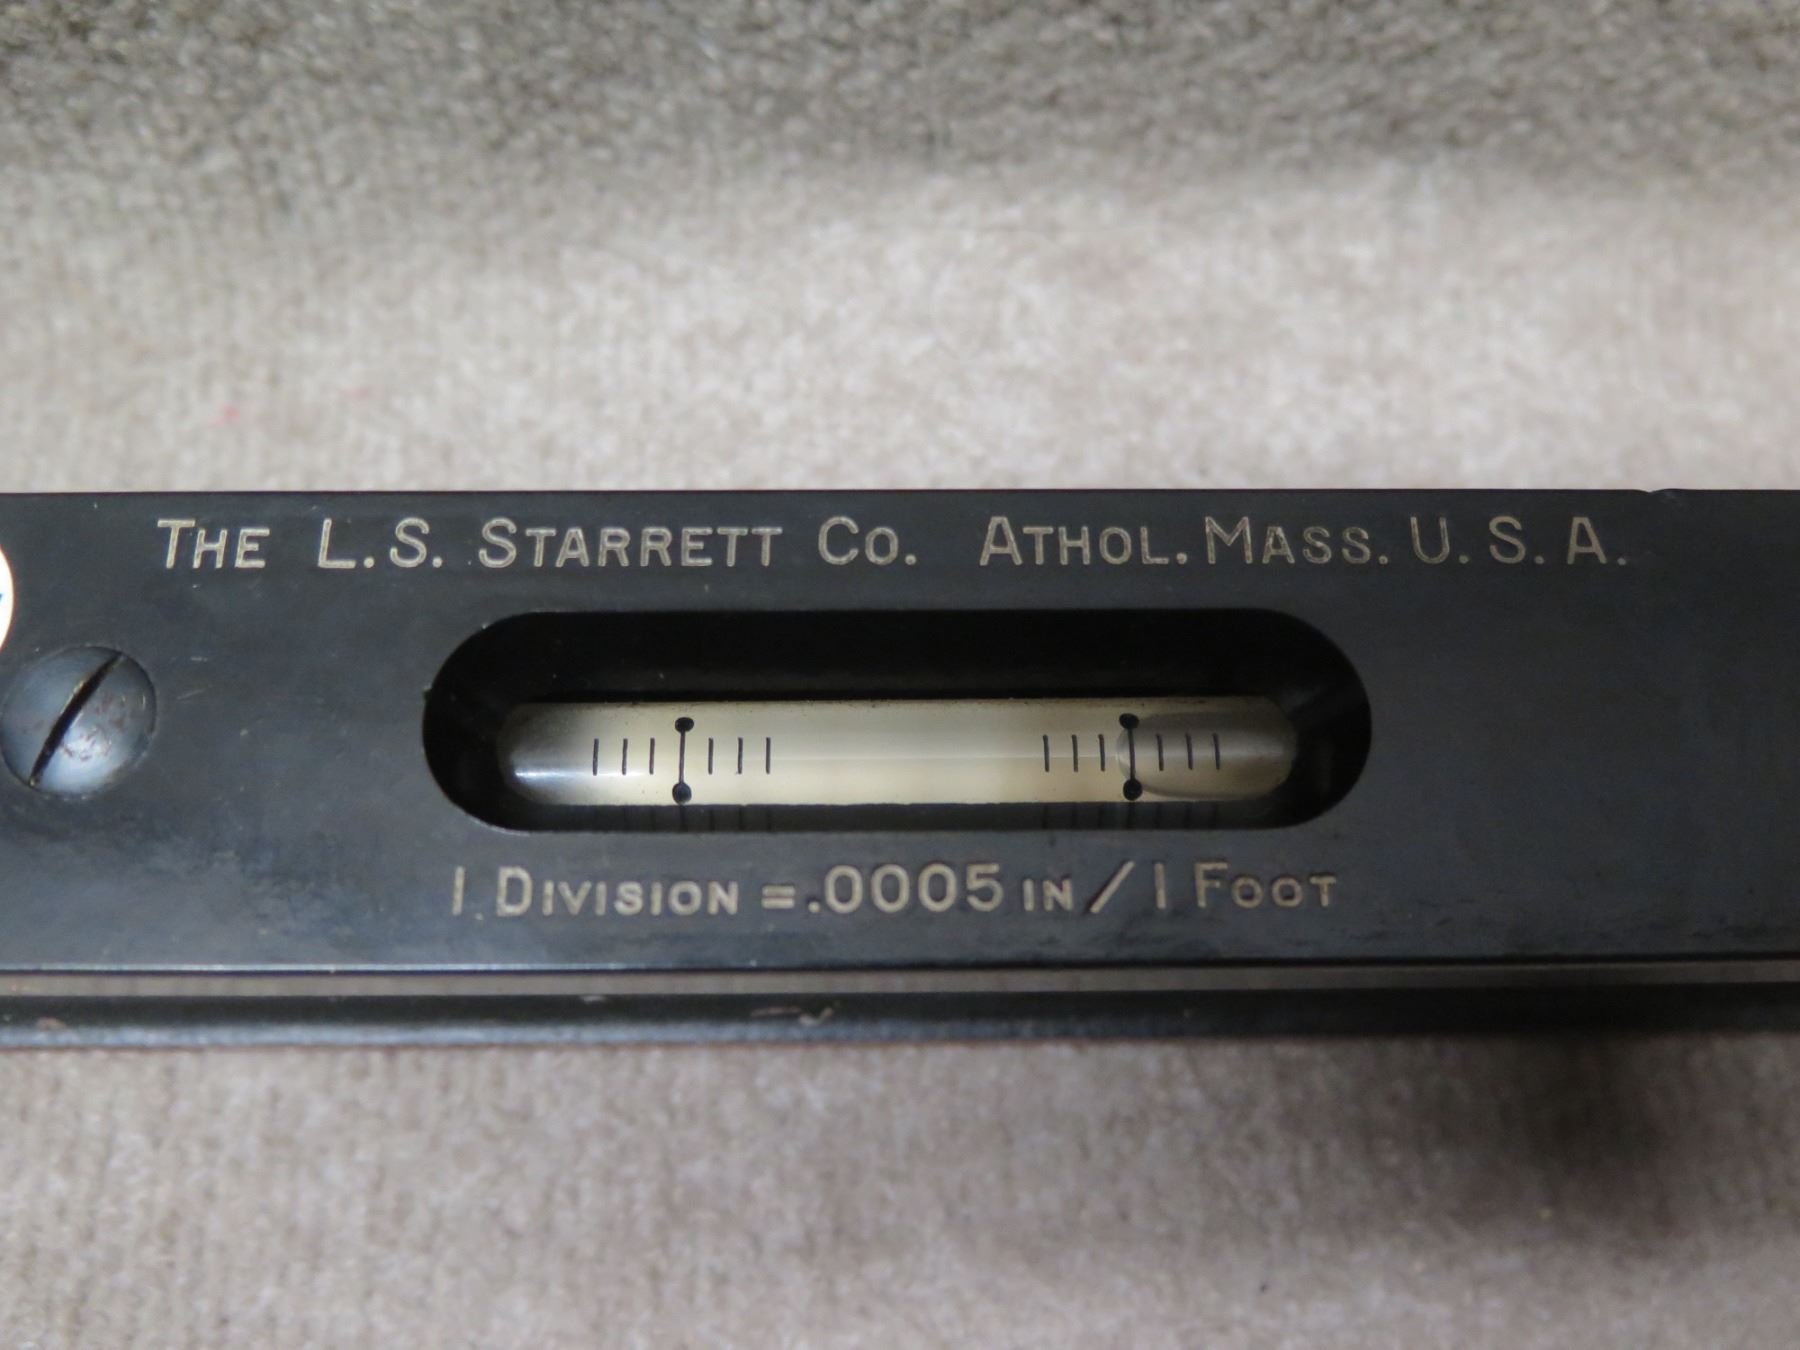 THE L.S. STARRETT CO. ATHOL. MASS. U.S.A.
1 DIVISION = .0005 IN / 1 FOOT